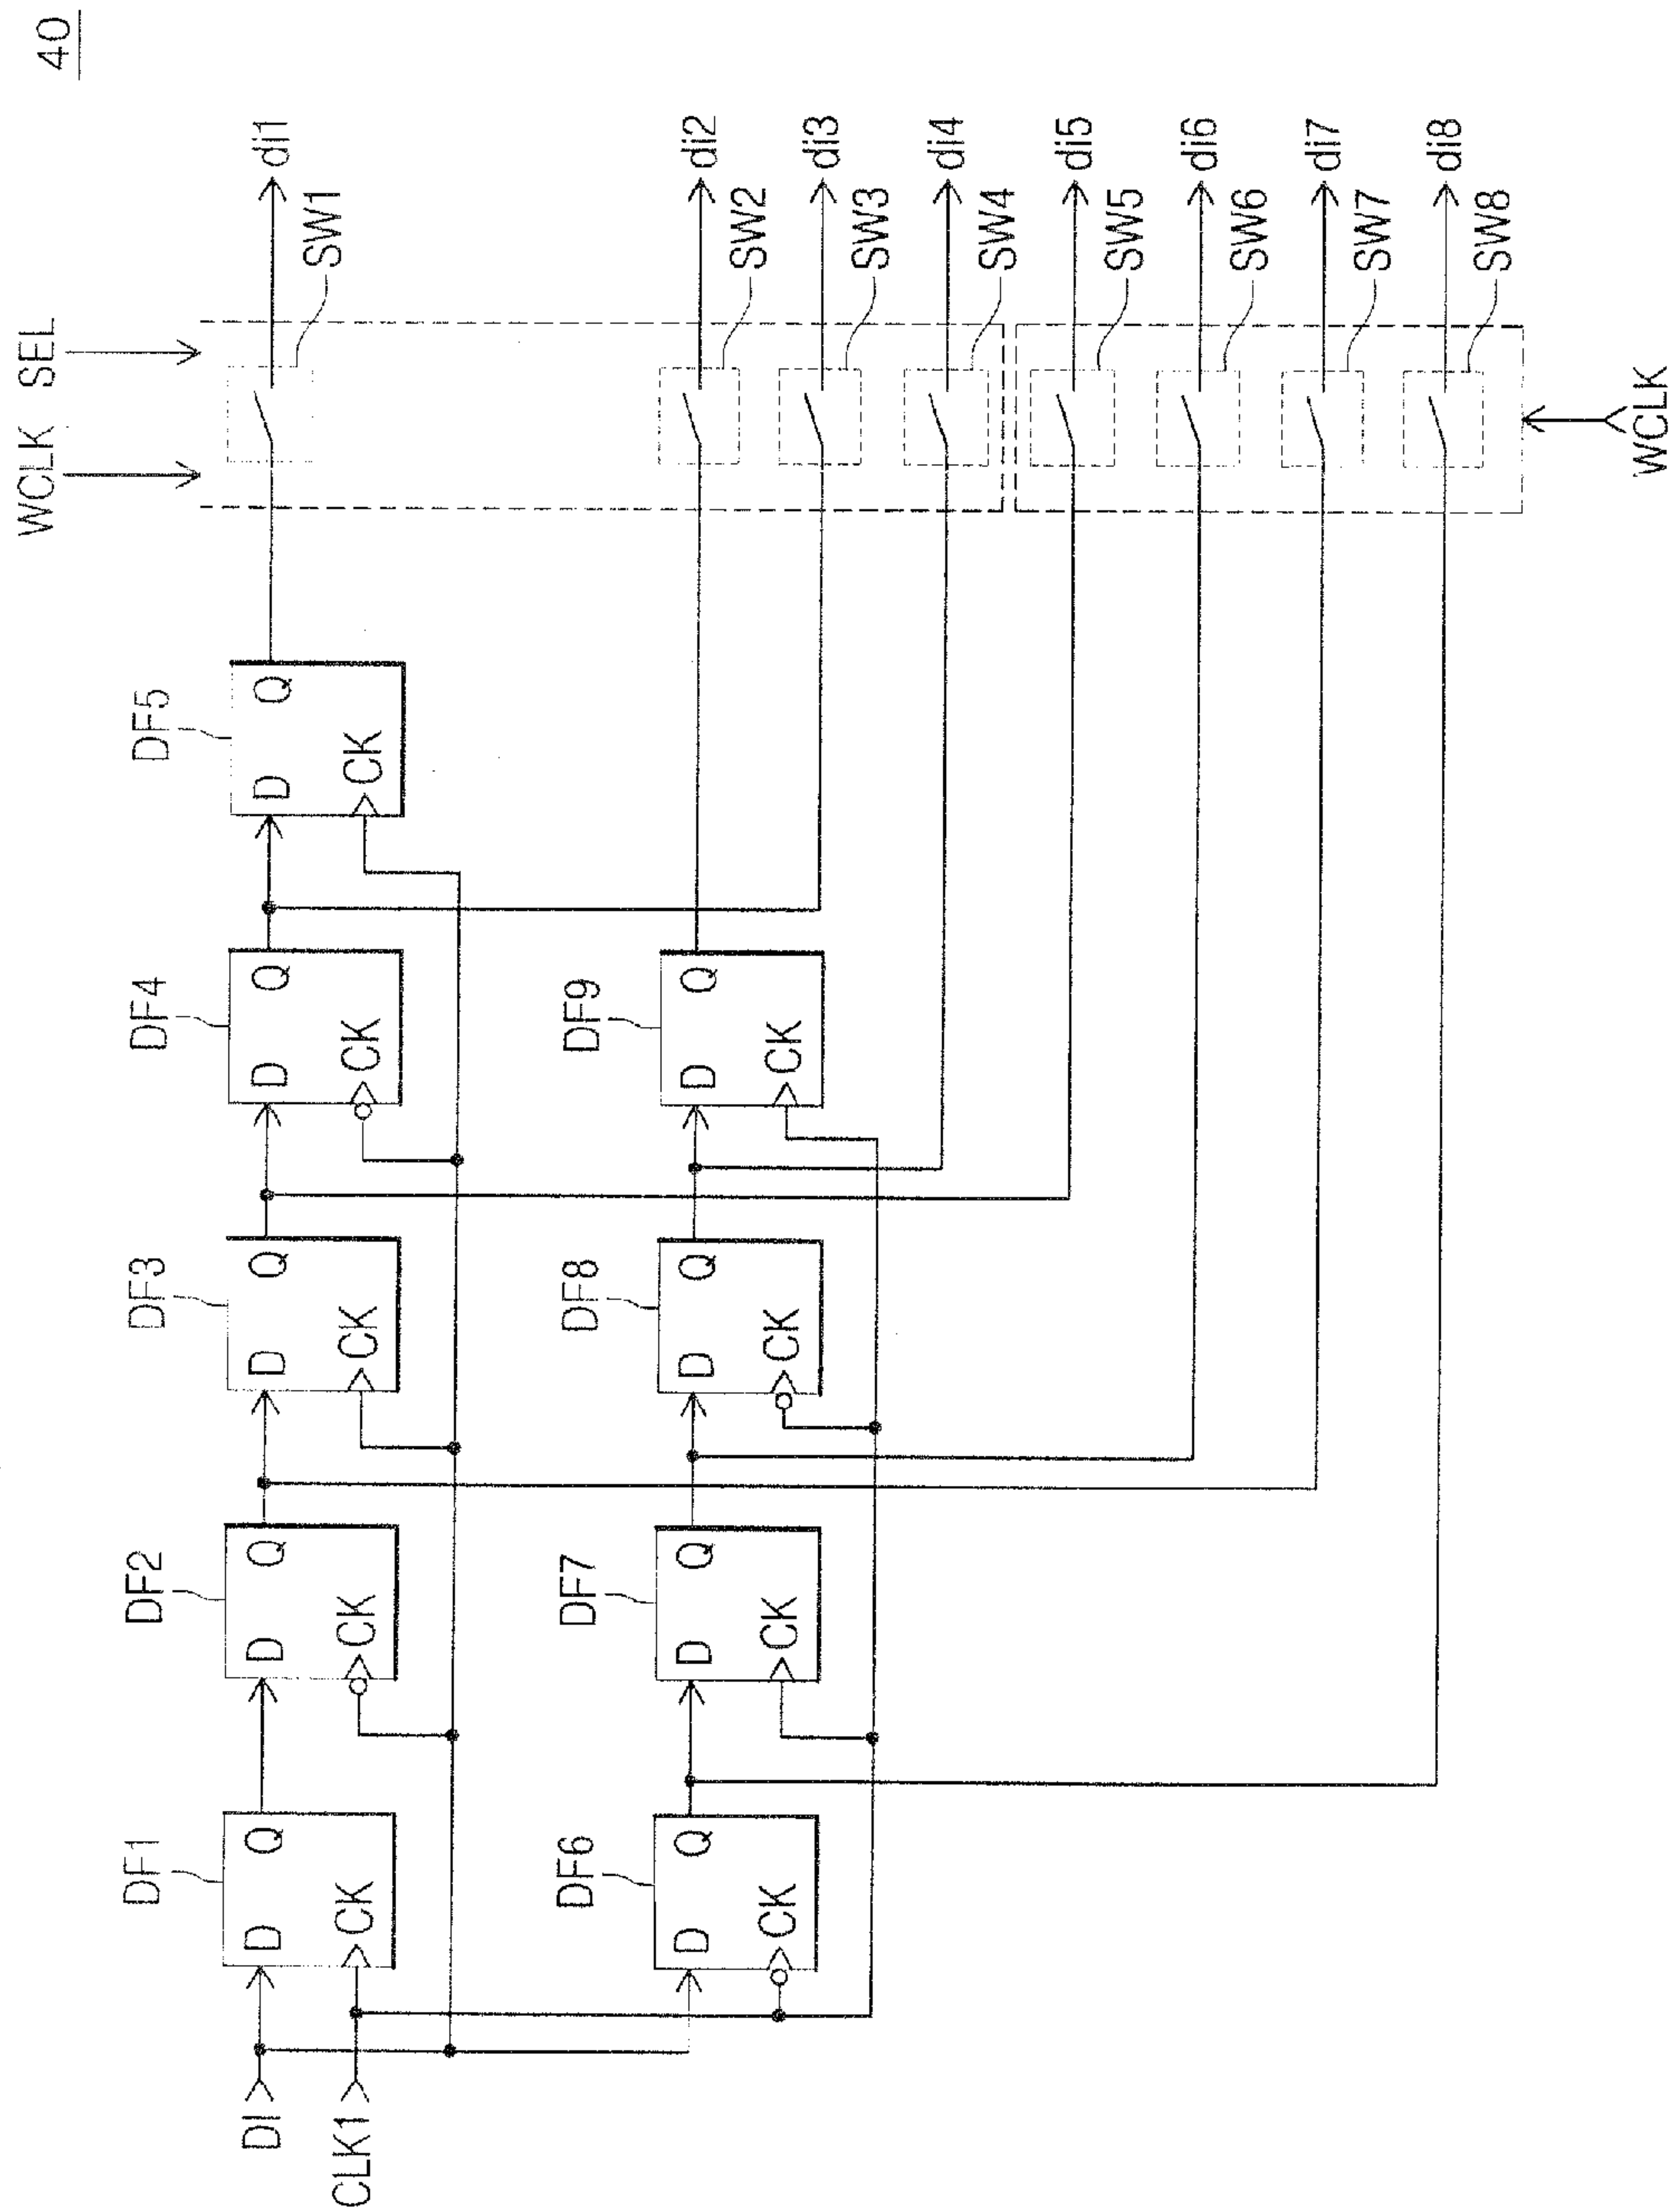 40
WCLK SEL
DF1
DF2
DF3
DF4
DF5
DI
D Q
D Q
D Q
D Q
D Q
di1
SW1
CLK1
CK
CK
CK
CK
CK
DF6
DF7
DF8
DF9
D Q
D Q
D Q
D Q
di2
SW2
CK
CK
CK
CK
di3
SW3
di4
SW4
di5
SW5
di6
SW6
di7
SW7
di8
SW8
WCLK